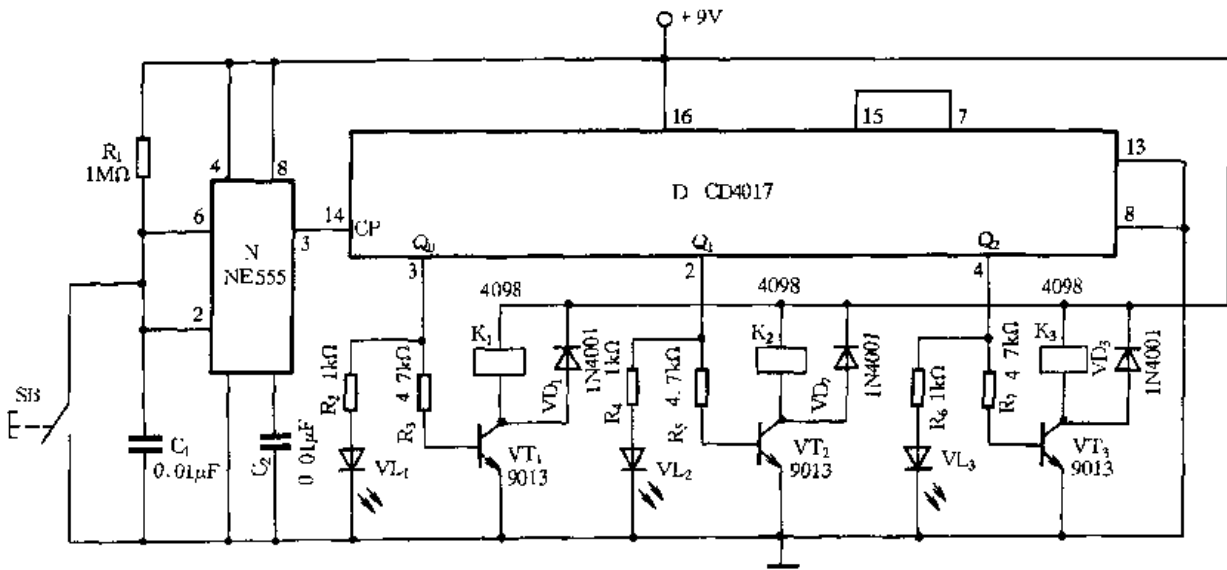 +9V
16
15
7
13
R₁
1MΩ
4
8
D CD4017
6
3
14
CP
8
N
NE555
Q₀
Q₁
Q₂
3
2
4
2
4098
4098
4098
K₁
K₂
K₃
SB
R₂ 1kΩ
R₃ 4.7kΩ
VD₁
1N4001
R₄ 1kΩ
R₅ 4.7kΩ
VD₂
1N4001
R₆ 1kΩ
R₇ 4.7kΩ
VD₃
1N4001
C₁
0.01μF
C₂
0.01μF
VL₁
VT₁
9013
VL₂
VT₂
9013
VL₃
VT₃
9013